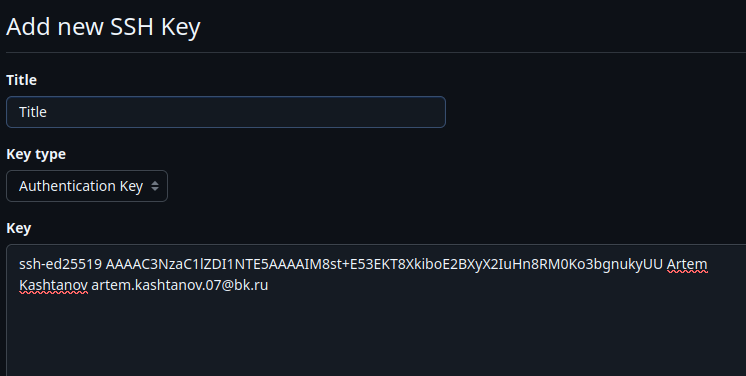 Add new SSH Key
Title
Title
Key type
Authentication Key
Key
ssh-ed25519 AAAAC3NzaC1lZDI1NTE5AAAAIM8st+E53EKT8XkiboE2BXyX2IuHn8RM0Ko3bgnukyUU Artem
Kashtanov artem.kashtanov.07@bk.ru